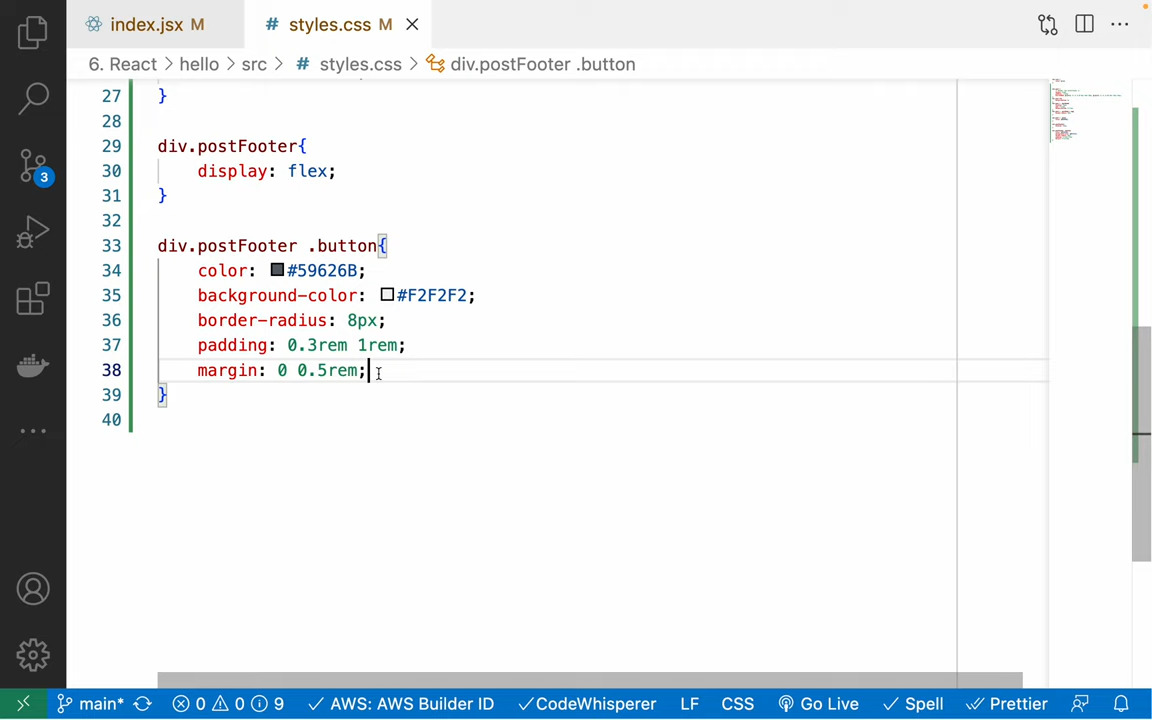 index.jsx M
# styles.css M
6. React > hello > src > # styles.css > div.postFooter .button
27 }
28
29 div.postFooter{
30 display: flex;
31 }
32
33 div.postFooter .button{
34 color: #59626B;
35 background-color: #F2F2F2;
36 border-radius: 8px;
37 padding: 0.3rem 1rem;
38 margin: 0 0.5rem;
39 }
40
3
main* 0 0 9 AWS: AWS Builder ID CodeWhisperer LF CSS Go Live Spell Prettier